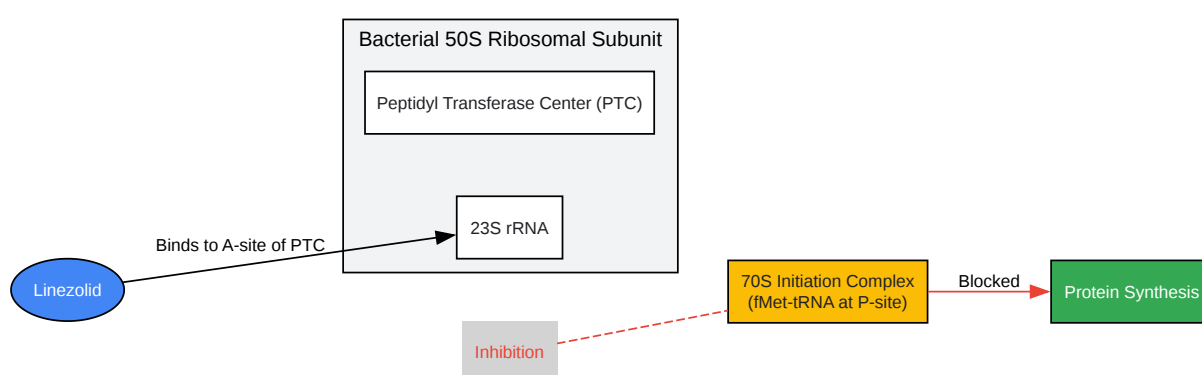 Bacterial 50S Ribosomal Subunit
Peptidyl Transferase Center (PTC)
23S rRNA
Binds to A-site of PTC
Linezolid
70S Initiation Complex
(fMet-tRNA at P-site)
Blocked
Protein Synthesis
Inhibition